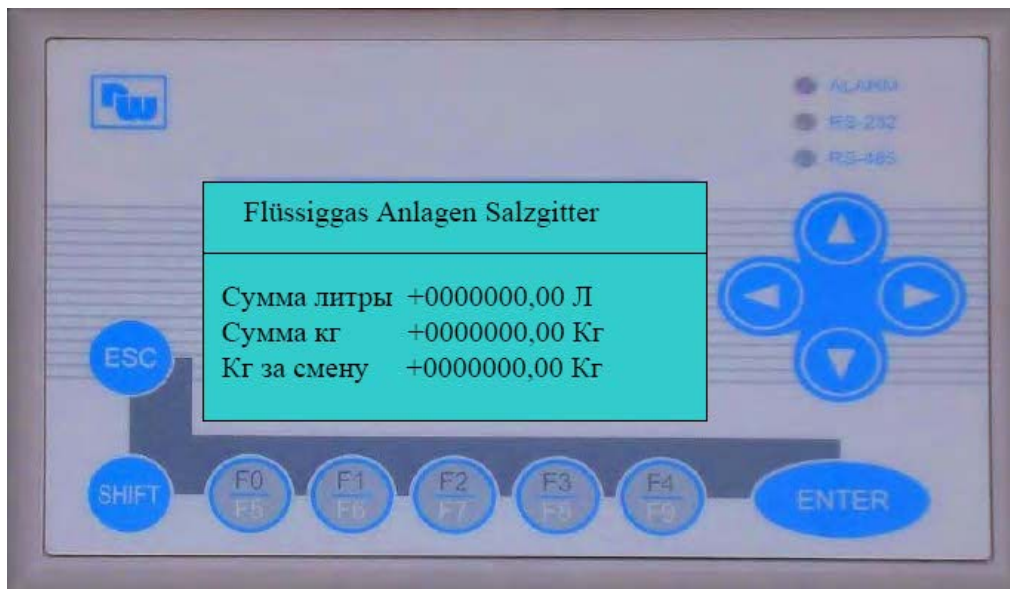 rw
ALARM
RS-232
RS-485
Flüssiggas Anlagen Salzgitter
Сумма литры +0000000,00 Л
Сумма кг +0000000,00 Кг
Кг за смену +0000000,00 Кг
ESC
SHIFT
F0 F1 F2 F3 F4
F5 F6 F7 F8 F9
ENTER